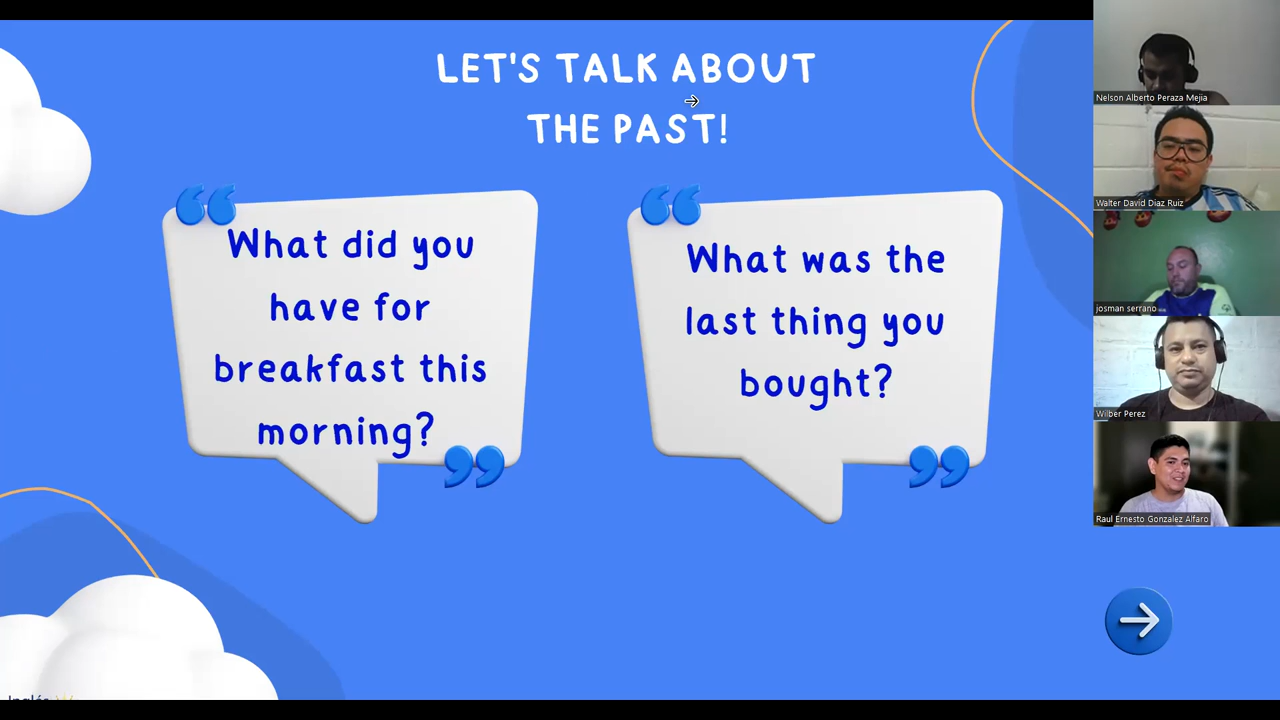 LET'S TALK ABOUT
THE PAST!
What did you
have for
breakfast this
morning?
What was the
last thing you
bought?
Nelson Alberto Peraza Mejia
Walter David Diaz Ruiz
josman serrano
Wilber Perez
Raul Ernesto Gonzalez Alfaro